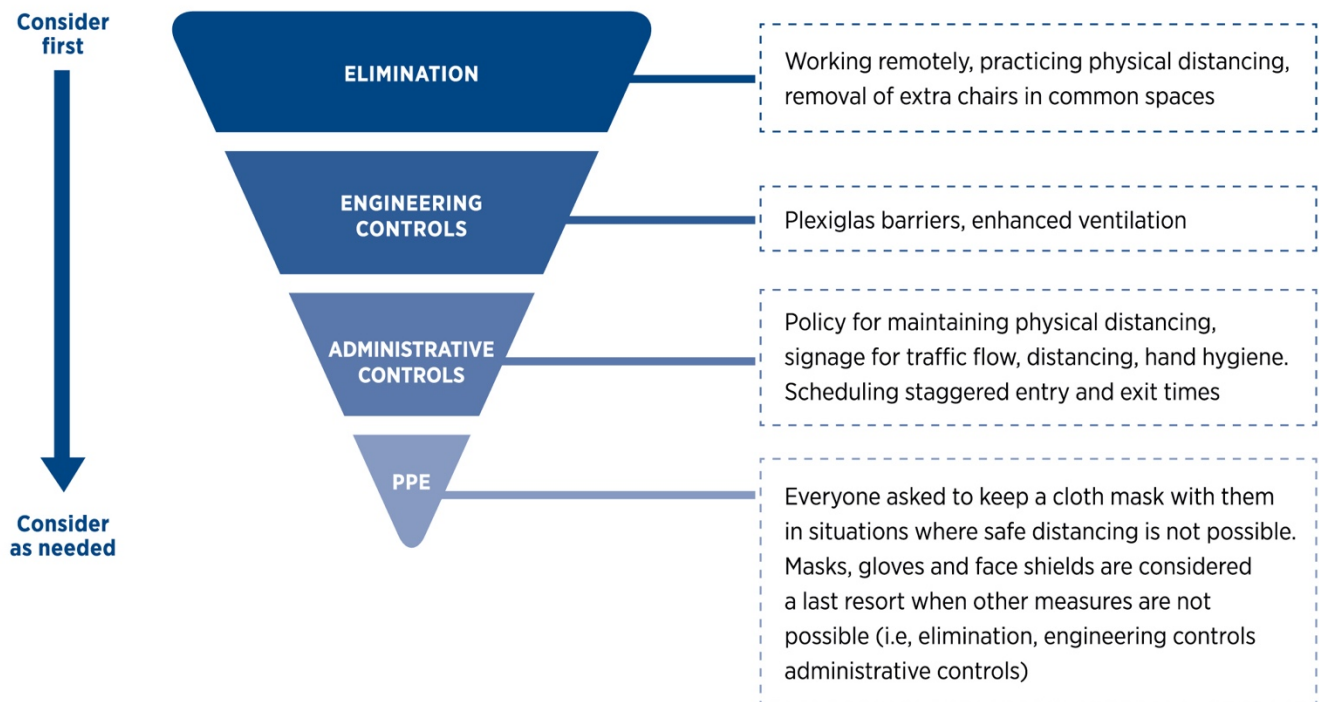 Consider
first
ELIMINATION
Working remotely, practicing physical distancing,
removal of extra chairs in common spaces
ENGINEERING
CONTROLS
Plexiglas barriers, enhanced ventilation
ADMINISTRATIVE
CONTROLS
Policy for maintaining physical distancing,
signage for traffic flow, distancing, hand hygiene.
Scheduling staggered entry and exit times
PPE
Everyone asked to keep a cloth mask with them
in situations where safe distancing is not possible.
Masks, gloves and face shields are considered
a last resort when other measures are not
possible (i.e, elimination, engineering controls
administrative controls)
Consider
as needed